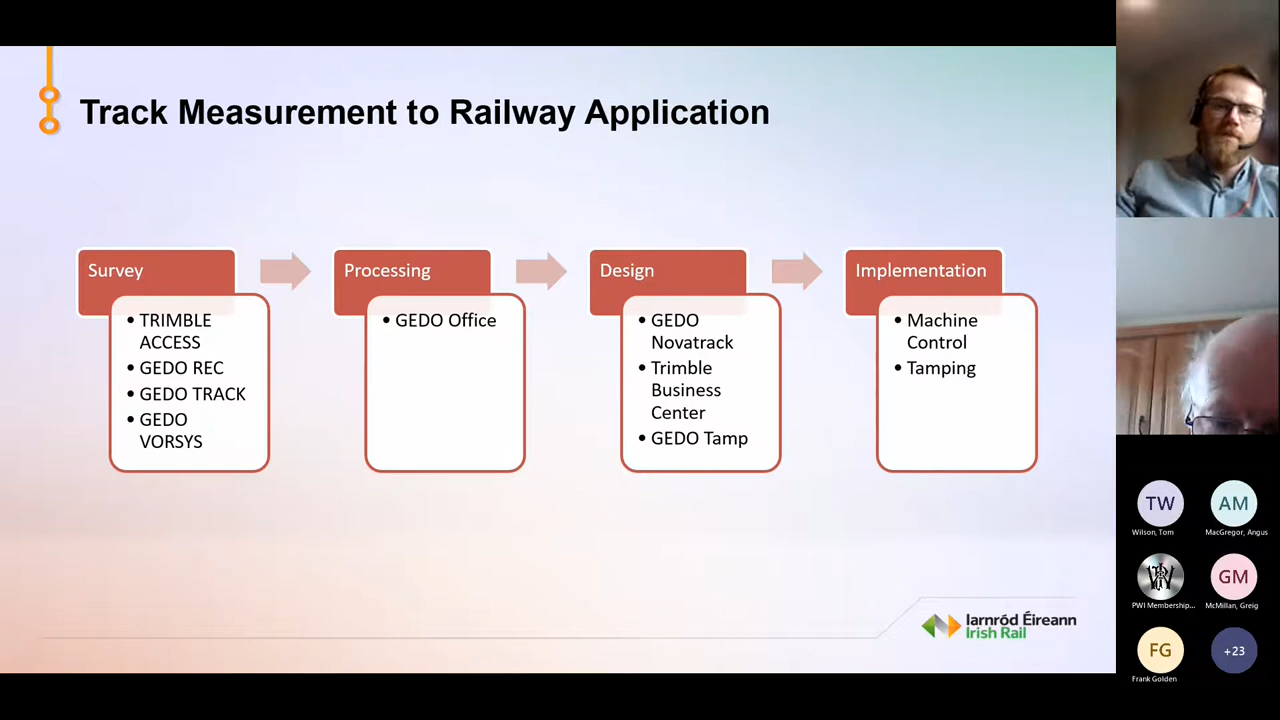 Track Measurement to Railway Application
Survey
• TRIMBLE
ACCESS
• GEDO REC
• GEDO TRACK
• GEDO
VORSYS
Processing
• GEDO Office
Design
• GEDO
Novatrack
• Trimble
Business
Center
• GEDO Tamp
Implementation
• Machine
Control
• Tamping
Iarnród Éireann
Irish Rail
TW
Wilson, Tom
AM
MacGregor, Angus
PWI Membership...
GM
McMillan, Greig
FG
Frank Golden
+23